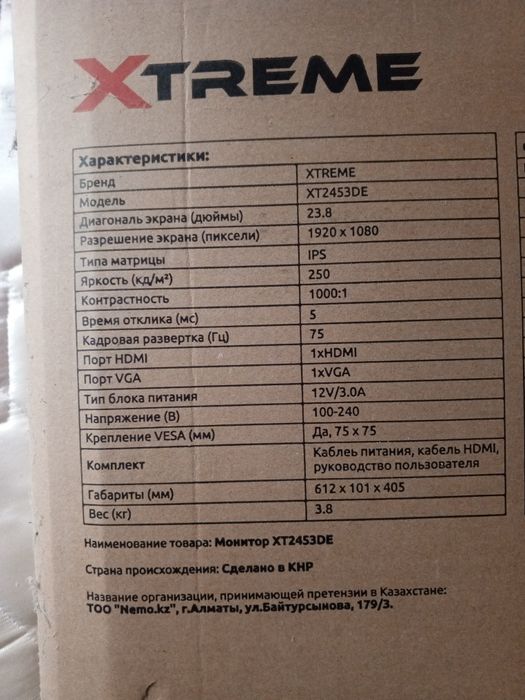 XTREME
Характеристики:
Бренд XTREME
Модель XT2453DE
Диагональ экрана (дюймы) 23.8
Разрешение экрана (пиксели) 1920 x 1080
Типа матрицы IPS
Яркость (кд/м²) 250
Контрастность 1000:1
Время отклика (мс) 5
Кадровая развертка (Гц) 75
Порт HDMI 1xHDMI
Порт VGA 1xVGA
Тип блока питания 12V/3.0A
Напряжение (В) 100-240
Крепление VESA (мм) Да, 75 x 75
Комплект Каблеь питания, кабель HDMI,
руководство пользователя
Габариты (мм) 612 x 101 x 405
Вес (кг) 3.8
Наименование товара: Монитор XT2453DE
Страна происхождения: Сделано в КНР
Название организации, принимающей претензии в Казахстане:
ТОО "Nemo.kz", г.Алматы, ул.Байтурсынова, 179/3.